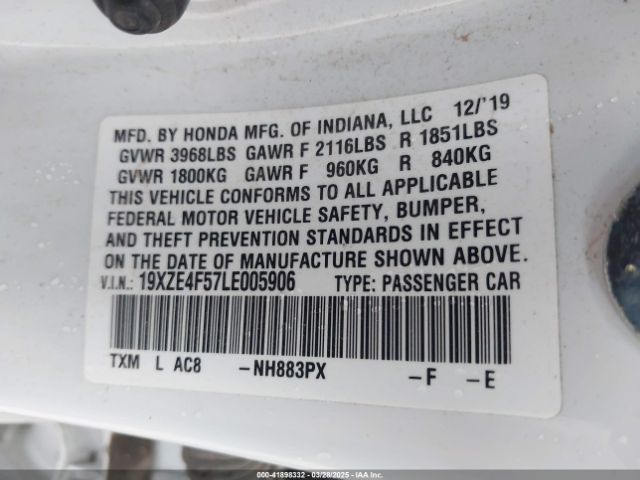 MFD. BY HONDA MFG. OF INDIANA, LLC 12/'19
GVWR 3968LBS GAWR F 2116LBS R 1851LBS
GVWR 1800KG GAWR F 960KG R 840KG
THIS VEHICLE CONFORMS TO ALL APPLICABLE
FEDERAL MOTOR VEHICLE SAFETY, BUMPER,
AND THEFT PREVENTION STANDARDS IN EFFECT
ON THE DATE OF MANUFACTURE SHOWN ABOVE.
V.I.N.: 19XZE4F57LE005906 TYPE: PASSENGER CAR
TXM L AC8 -NH883PX -F -E
00-41898332 - 03/28/2025 - IAA, Inc.